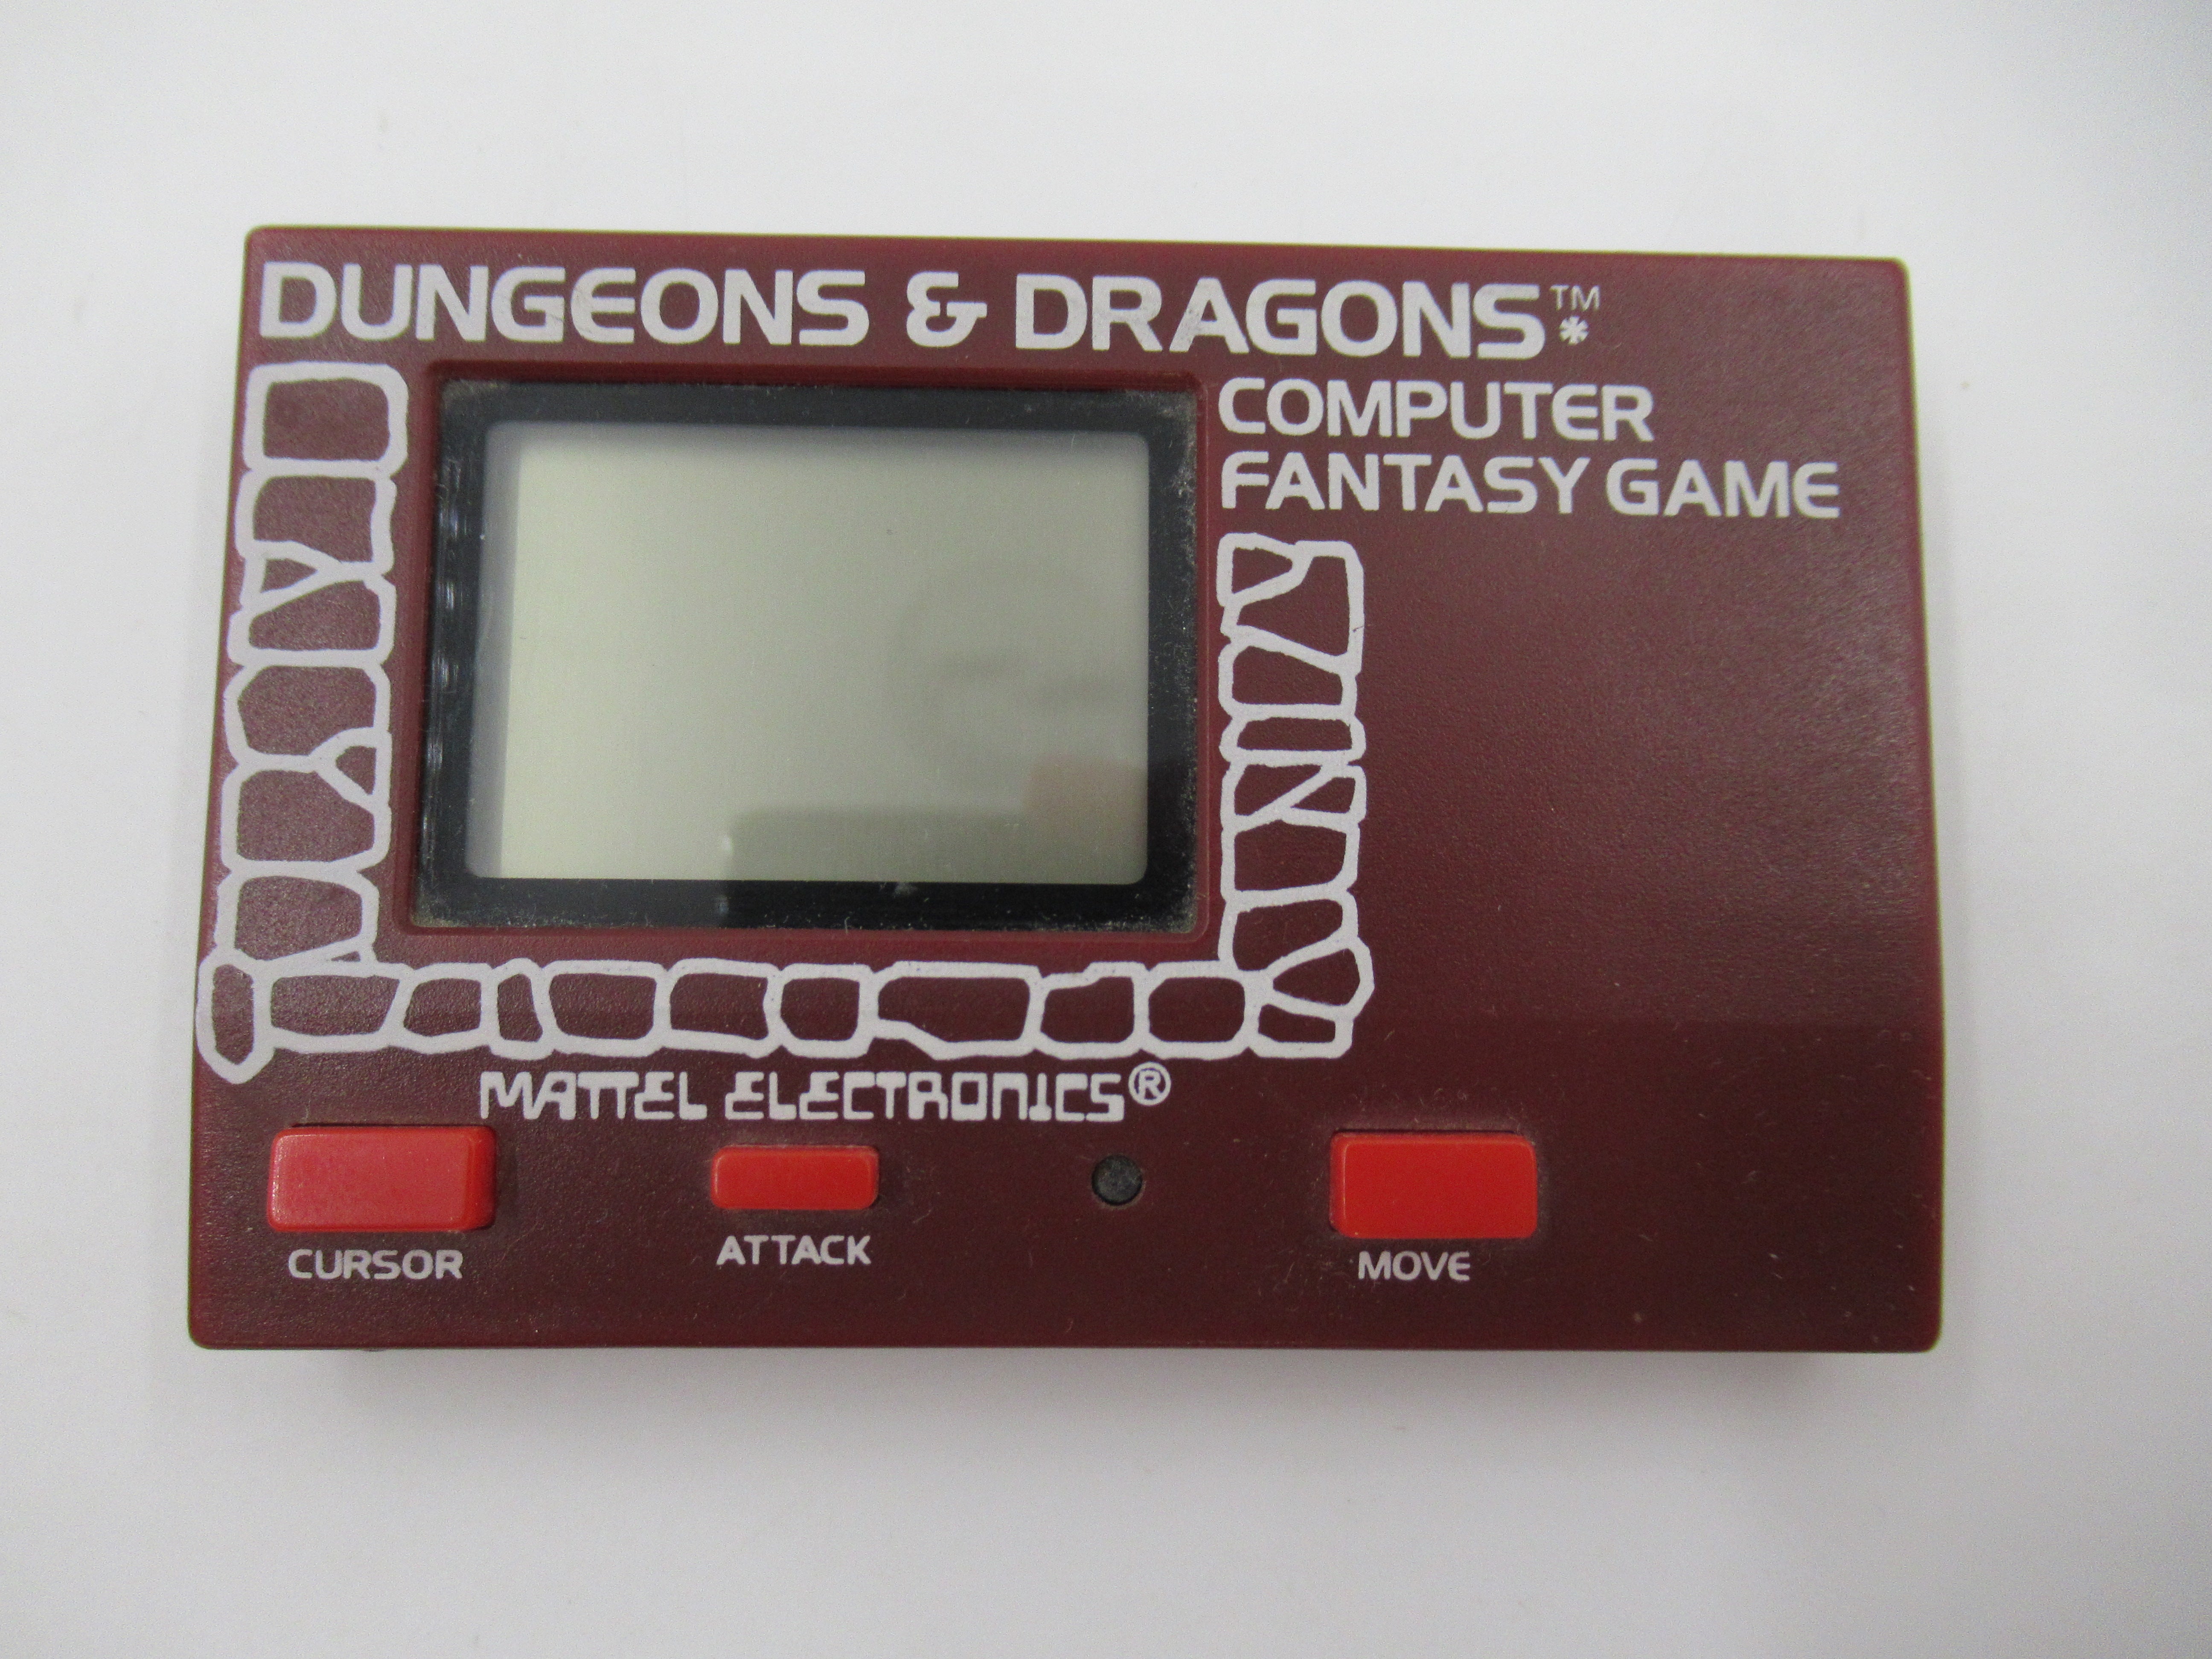 DUNGEONS & DRAGONS™*
COMPUTER
FANTASY GAME
MATTEL ELECTRONICS®
CURSOR
ATTACK
MOVE